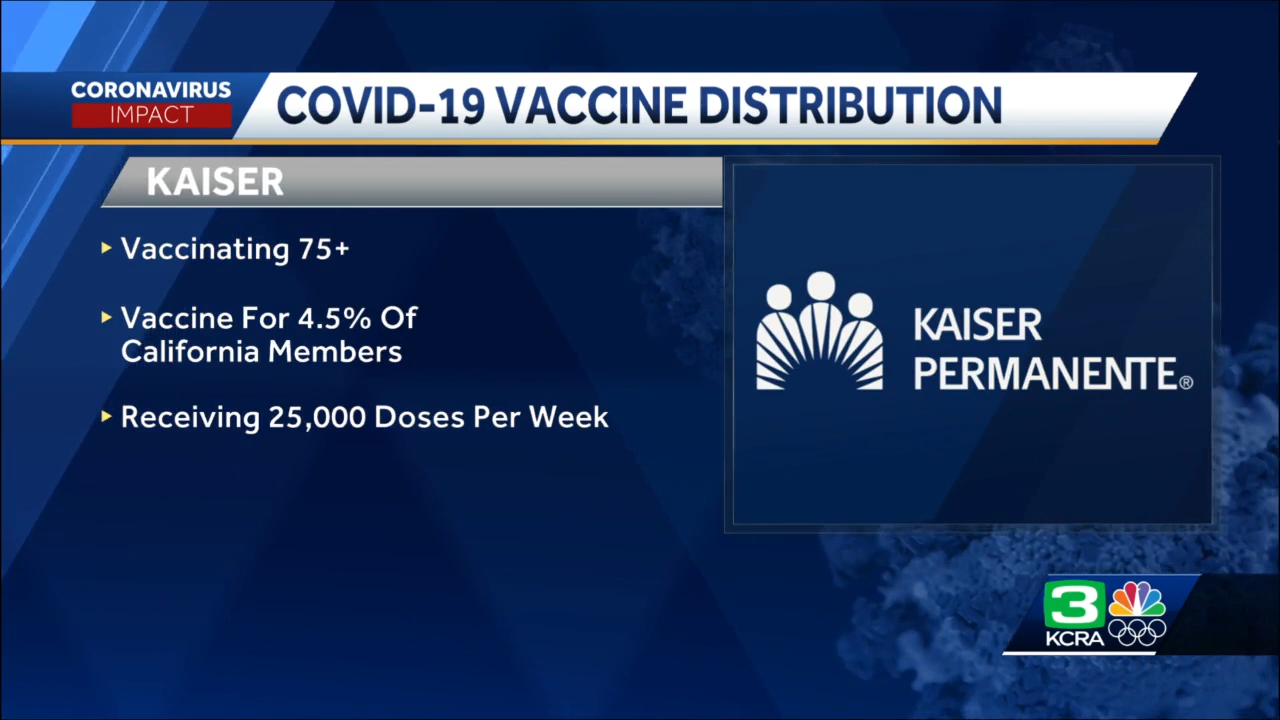 CORONAVIRUS
IMPACT
COVID-19 VACCINE DISTRIBUTION
KAISER
Vaccinating 75+
Vaccine For 4.5% Of
California Members
Receiving 25,000 Doses Per Week
KAISER
PERMANENTE®
3
KCRA